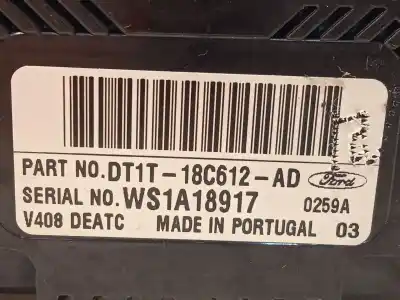 PART NO.DT1T-18C612-AD Ford
SERIAL NO.WS1A18917 0259A
V408 DEATC MADE IN PORTUGAL 03